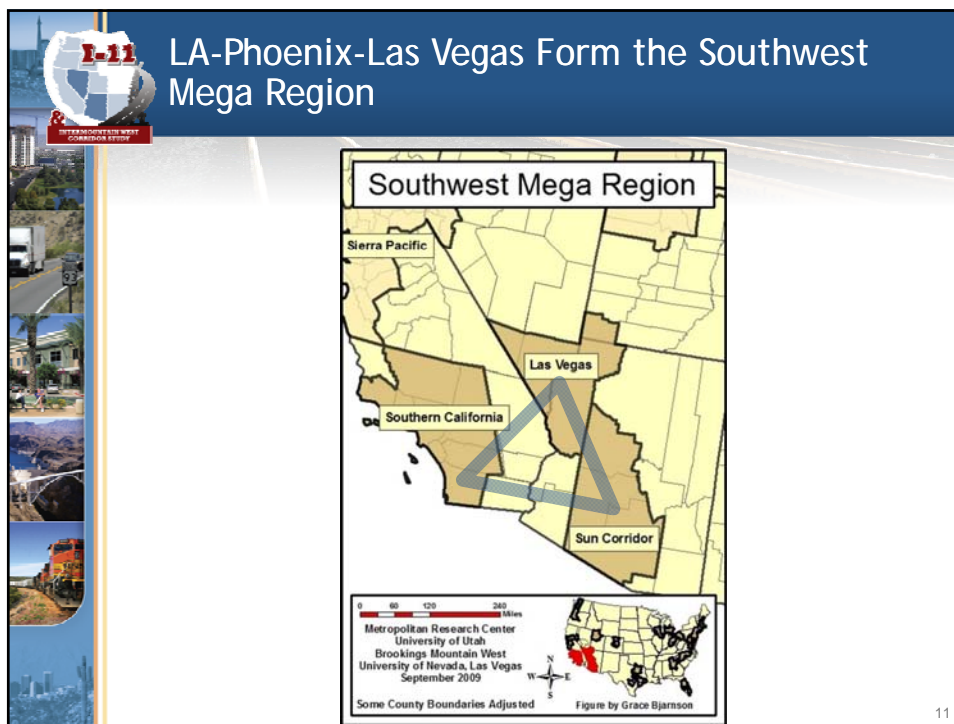 I-11
&
INTERMOUNTAIN WEST
CORRIDOR STUDY
LA-Phoenix-Las Vegas Form the Southwest
Mega Region
93
Southwest Mega Region
Sierra Pacific
Las Vegas
Southern California
Sun Corridor
0 60 120 240
Miles
Metropolitan Research Center
University of Utah
Brookings Mountain West
University of Nevada, Las Vegas
September 2009
Some County Boundaries Adjusted
N
W E
S
Figure by Grace Bjarnson
11